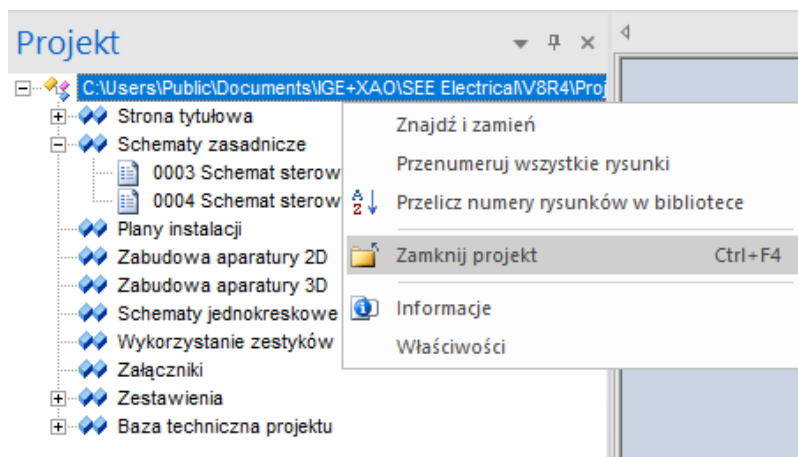 Projekt
C:\Users\Public\Documents\IGE+XAO\SEE Electrical\V8R4\Proj
Strona tytułowa
Schematy zasadnicze
0003 Schemat sterow
0004 Schemat sterow
Plany instalacji
Zabudowa aparatury 2D
Zabudowa aparatury 3D
Schematy jednokreskowe
Wykorzystanie zestyków
Załączniki
Zestawienia
Baza techniczna projektu
Znajdź i zamień
Przenumeruj wszystkie rysunki
Przelicz numery rysunków w bibliotece
Zamknij projekt Ctrl+F4
Informacje
Właściwości